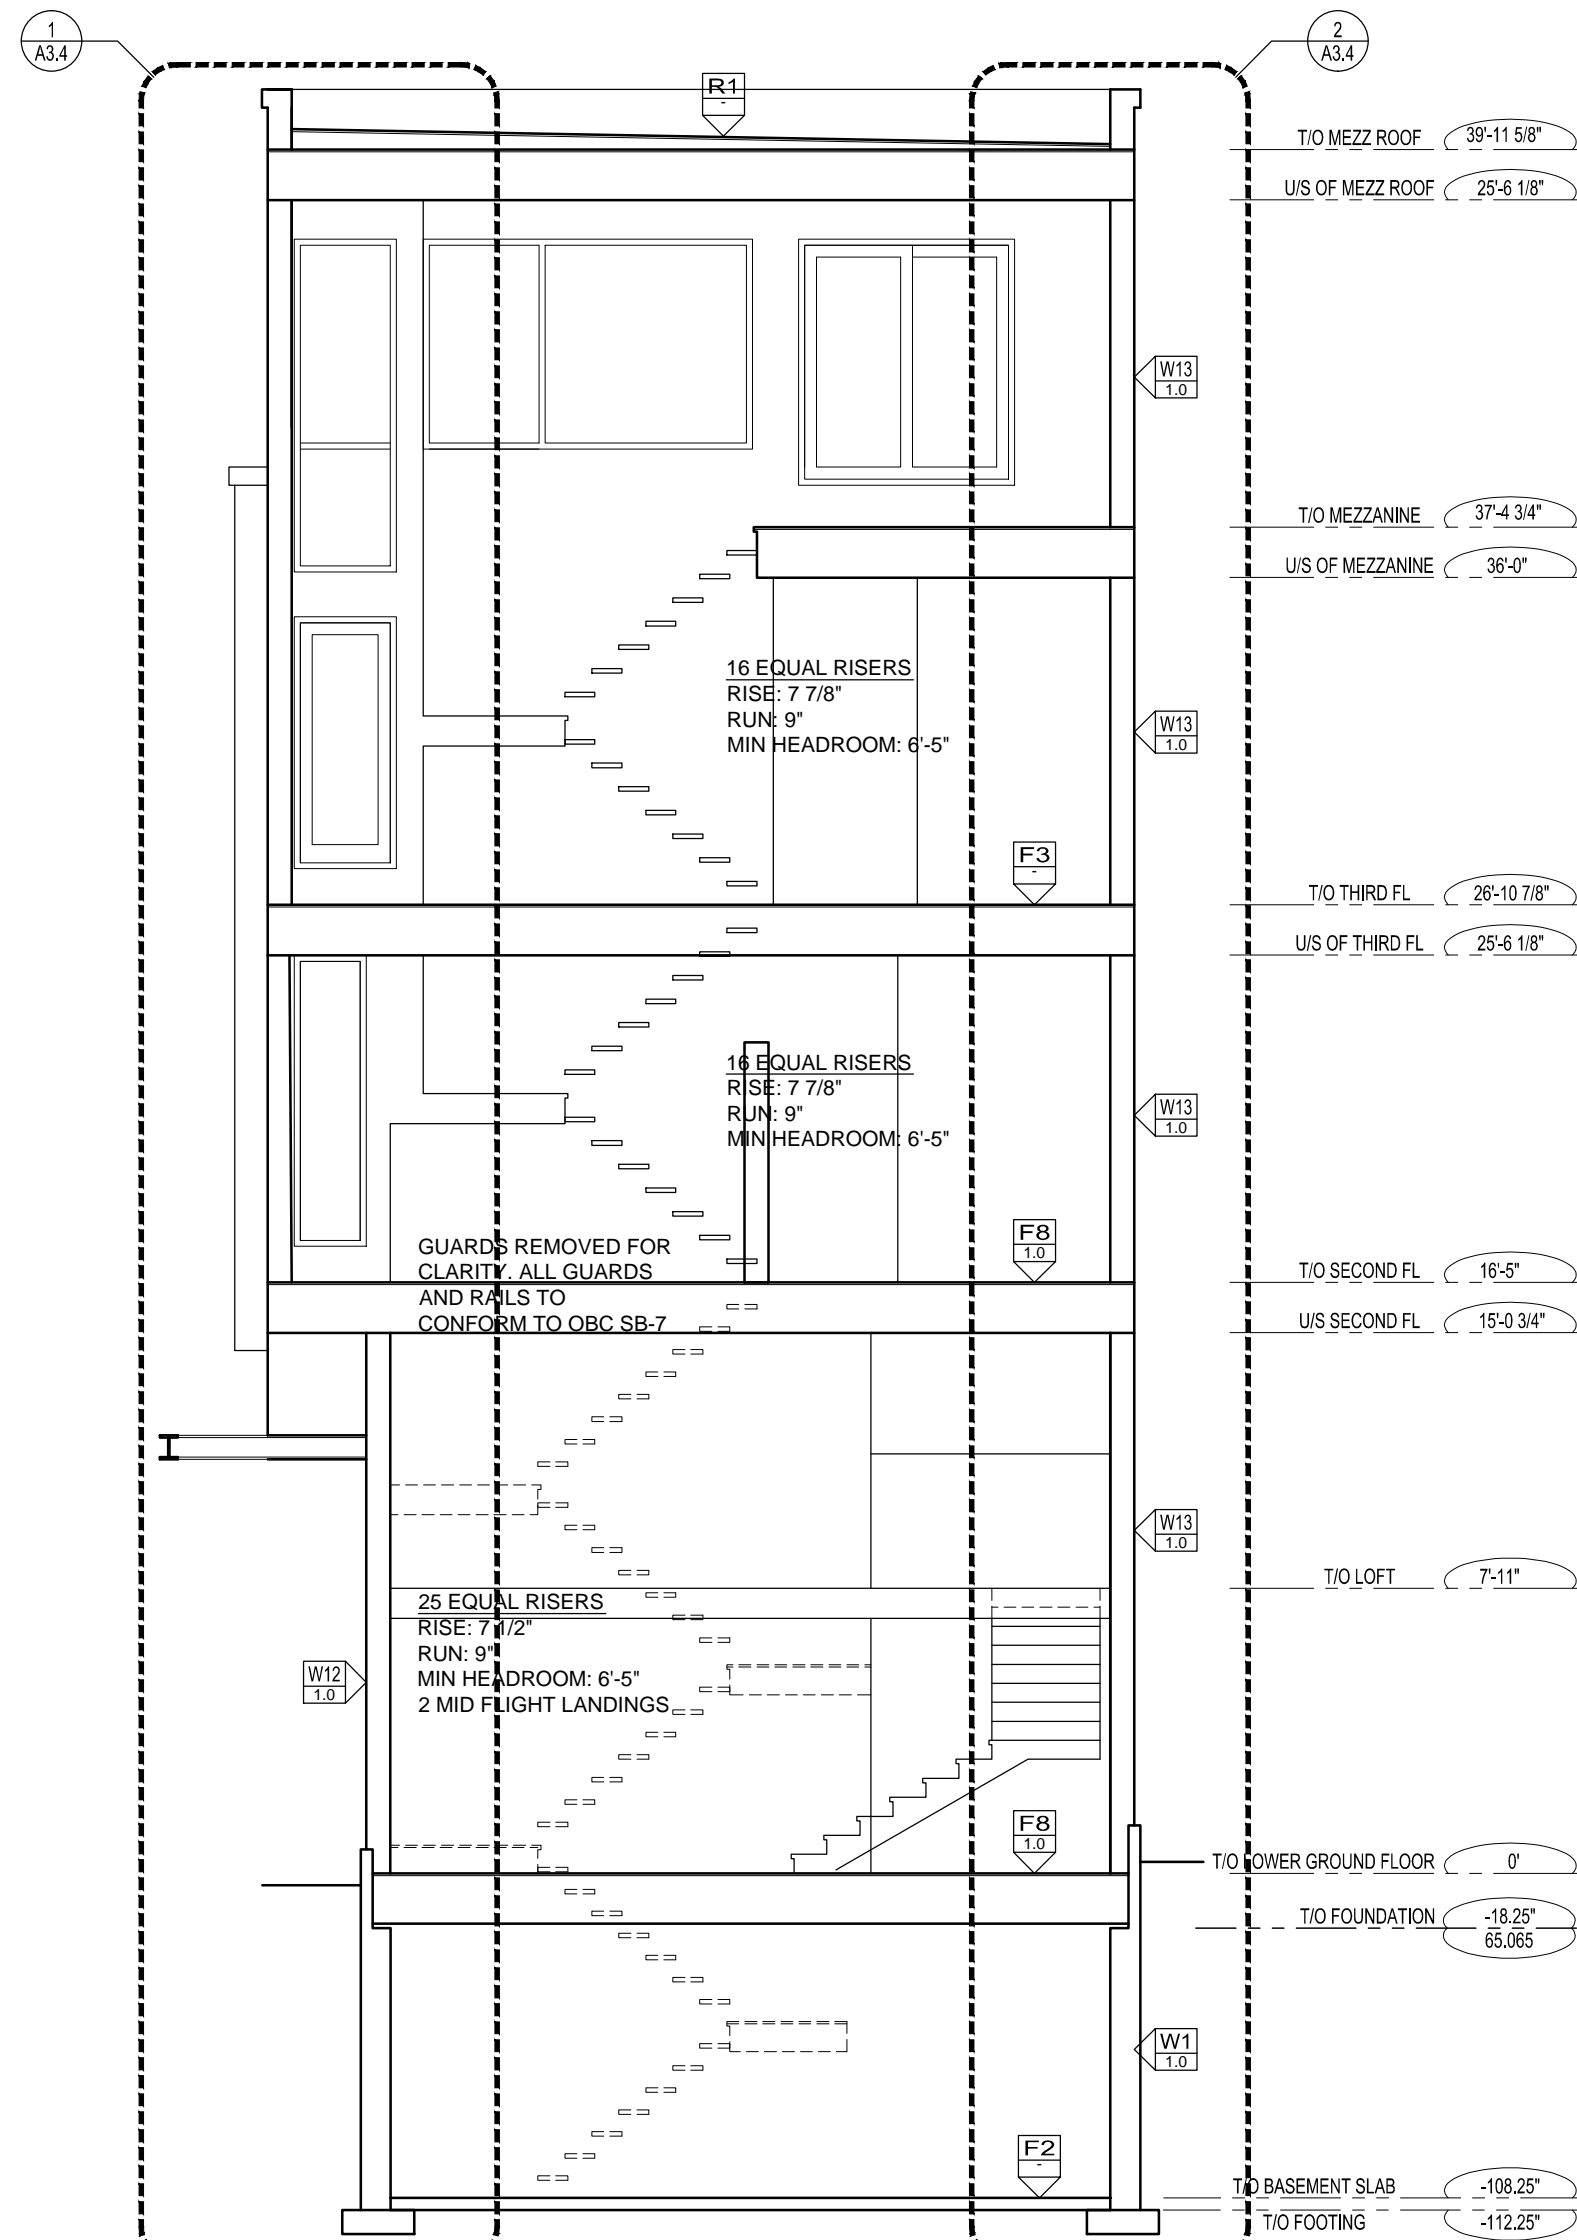 1
A3.4
2
A3.4
R1
-
T/O MEZZ ROOF 39'-11 5/8"
U/S OF MEZZ ROOF 25'-6 1/8"
W13
1.0
T/O MEZZANINE 37'-4 3/4"
U/S OF MEZZANINE 36'-0"
16 EQUAL RISERS
RISE: 7 7/8"
RUN: 9"
MIN HEADROOM: 6'-5"
W13
1.0
F3
-
T/O THIRD FL 26'-10 7/8"
U/S OF THIRD FL 25'-6 1/8"
16 EQUAL RISERS
RISE: 7 7/8"
RUN: 9"
MIN HEADROOM: 6'-5"
W13
1.0
GUARDS REMOVED FOR
CLARITY. ALL GUARDS
AND RAILS TO
CONFORM TO OBC SB-7
F8
1.0
T/O SECOND FL 16'-5"
U/S SECOND FL 15'-0 3/4"
W13
1.0
T/O LOFT 7'-11"
25 EQUAL RISERS
RISE: 7 1/2"
RUN: 9"
MIN HEADROOM: 6'-5"
2 MID FLIGHT LANDINGS
W12
1.0
F8
1.0
T/O LOWER GROUND FLOOR 0'
T/O FOUNDATION -18.25"
65.065
W1
1.0
F2
-
T/O BASEMENT SLAB -108.25"
T/O FOOTING -112.25"